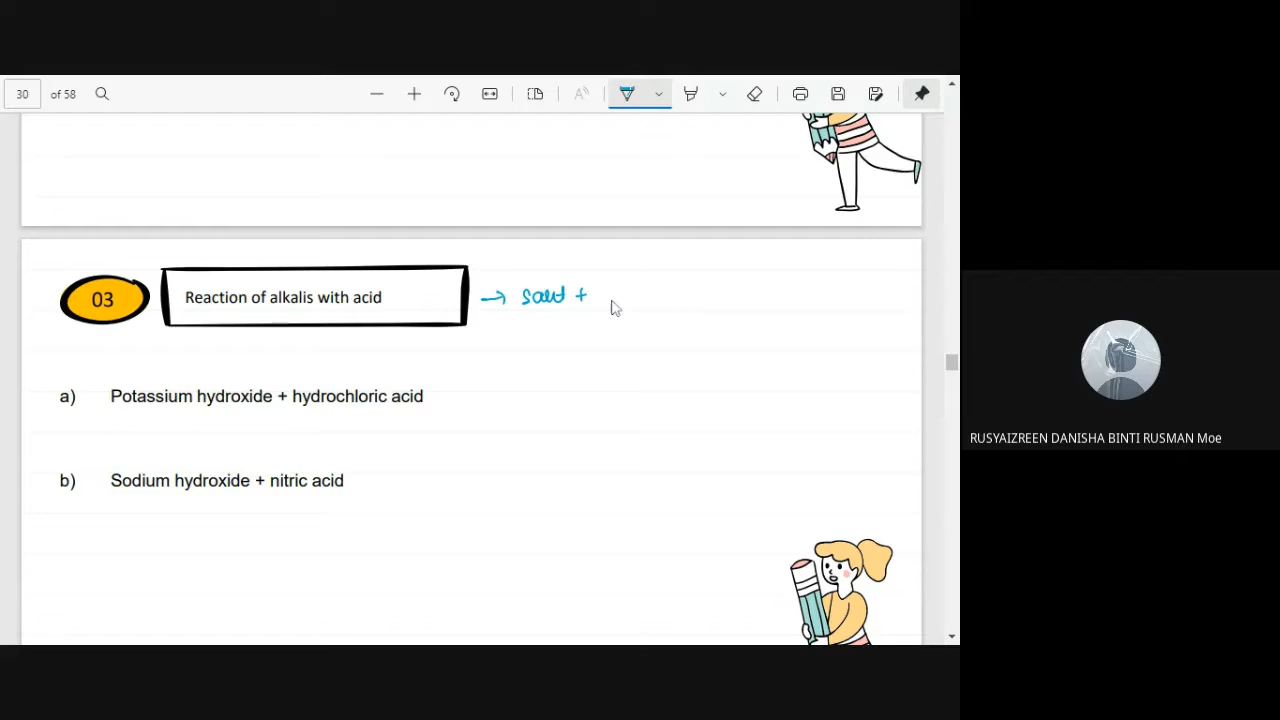 30 of 58
03 Reaction of alkalis with acid → salt +
a) Potassium hydroxide + hydrochloric acid
b) Sodium hydroxide + nitric acid
RUSYAIZREEN DANISHA BINTI RUSMAN Moe